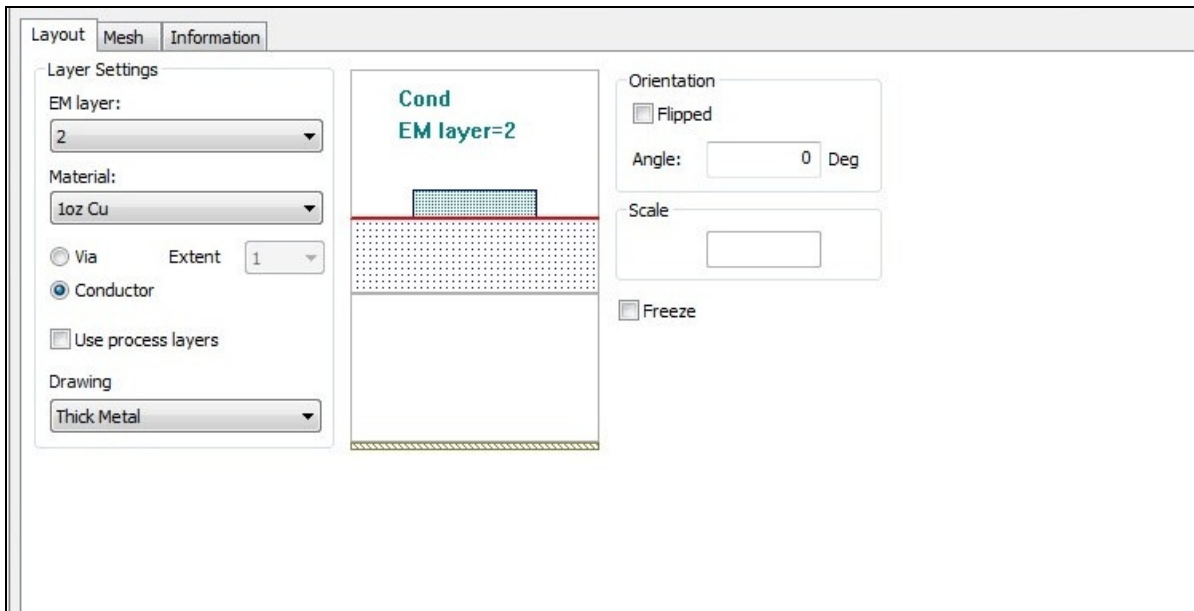 Layout Mesh Information
Layer Settings
EM layer:
2
Material:
1oz Cu
Via Extent 1
Conductor
Use process layers
Drawing
Thick Metal
Cond
EM layer=2
Orientation
Flipped
Angle: 0 Deg
Scale
Freeze